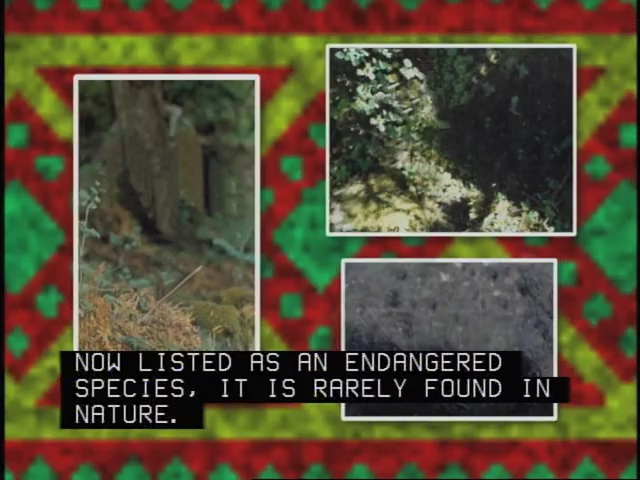 NOW LISTED AS AN ENDANGERED
SPECIES, IT IS RARELY FOUND IN
NATURE.